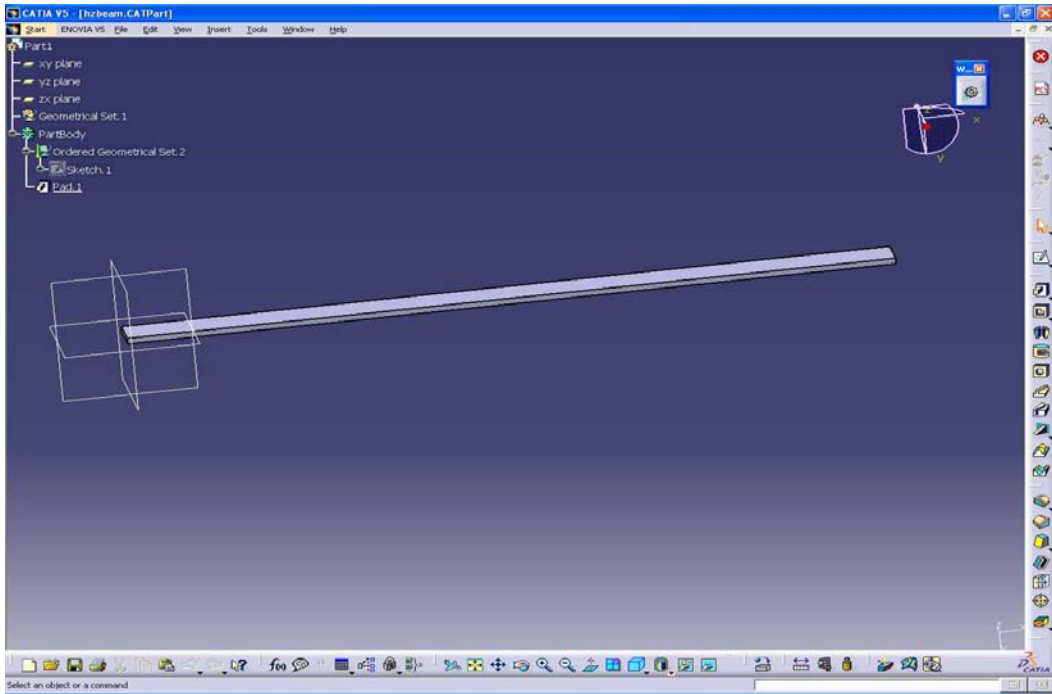 CATIA V5 - [hzbeam.CATPart]
Start ENOVIA V5 File Edit View Insert Tools Window Help
Part1
xy plane
yz plane
zx plane
Geometrical Set.1
PartBody
Ordered Geometrical Set.2
Sketch.1
Pad.1
W...
z
x
y
f(x)
CATIA
Select an object or a command